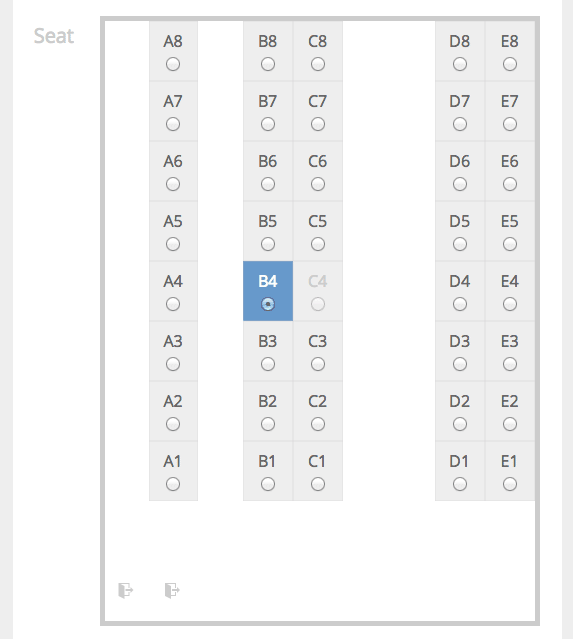 Seat
A8 B8 C8 D8 E8
A7 B7 C7 D7 E7
A6 B6 C6 D6 E6
A5 B5 C5 D5 E5
A4 B4 C4 D4 E4
A3 B3 C3 D3 E3
A2 B2 C2 D2 E2
A1 B1 C1 D1 E1